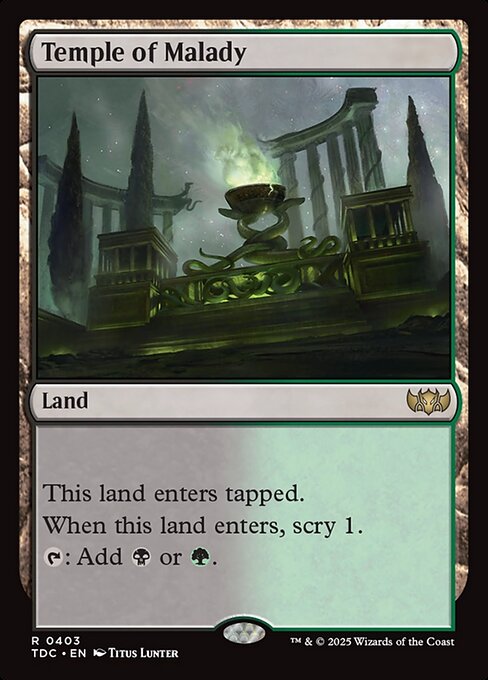 Temple of Malady
Land
This land enters tapped.
When this land enters, scry 1.
: Add or .
R 0403
TDC • EN Titus Lunter
™ & © 2025 Wizards of the Coast